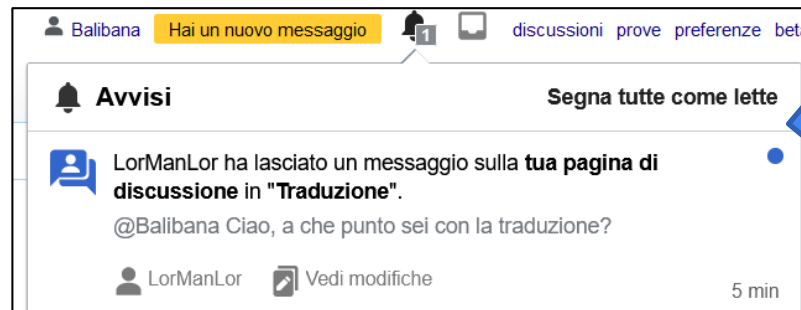 Balibana Hai un nuovo messaggio 1 discussioni prove preferenze beta
Avvisi Segna tutte come lette
LorManLor ha lasciato un messaggio sulla tua pagina di
discussione in "Traduzione".
@Balibana Ciao, a che punto sei con la traduzione?
LorManLor Vedi modifiche 5 min